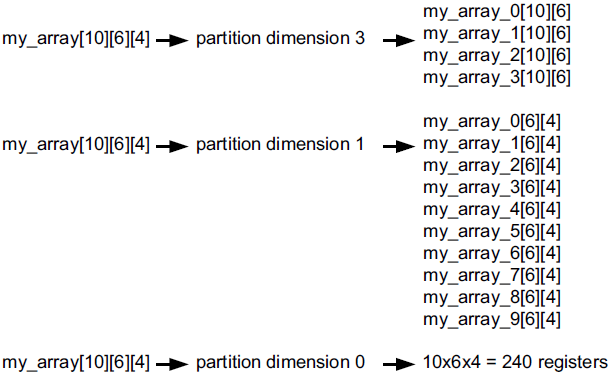 my_array[10][6][4] partition dimension 3 my_array_0[10][6]
my_array_1[10][6]
my_array_2[10][6]
my_array_3[10][6]
my_array[10][6][4] partition dimension 1 my_array_0[6][4]
my_array_1[6][4]
my_array_2[6][4]
my_array_3[6][4]
my_array_4[6][4]
my_array_5[6][4]
my_array_6[6][4]
my_array_7[6][4]
my_array_8[6][4]
my_array_9[6][4]
my_array[10][6][4] partition dimension 0 10x6x4 = 240 registers